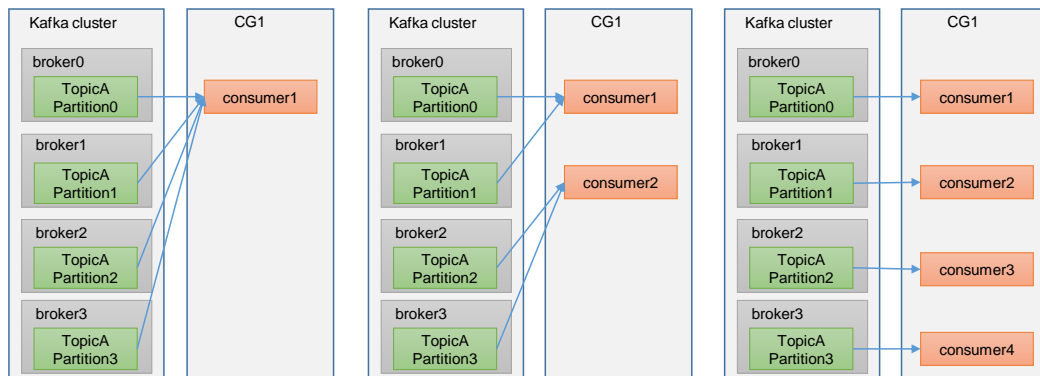 Kafka cluster
CG1
broker0
TopicA
Partition0
consumer1
broker1
TopicA
Partition1
broker2
TopicA
Partition2
broker3
TopicA
Partition3
Kafka cluster
CG1
broker0
TopicA
Partition0
consumer1
broker1
TopicA
Partition1
consumer2
broker2
TopicA
Partition2
broker3
TopicA
Partition3
Kafka cluster
CG1
broker0
TopicA
Partition0
consumer1
broker1
TopicA
Partition1
consumer2
broker2
TopicA
Partition2
consumer3
broker3
TopicA
Partition3
consumer4